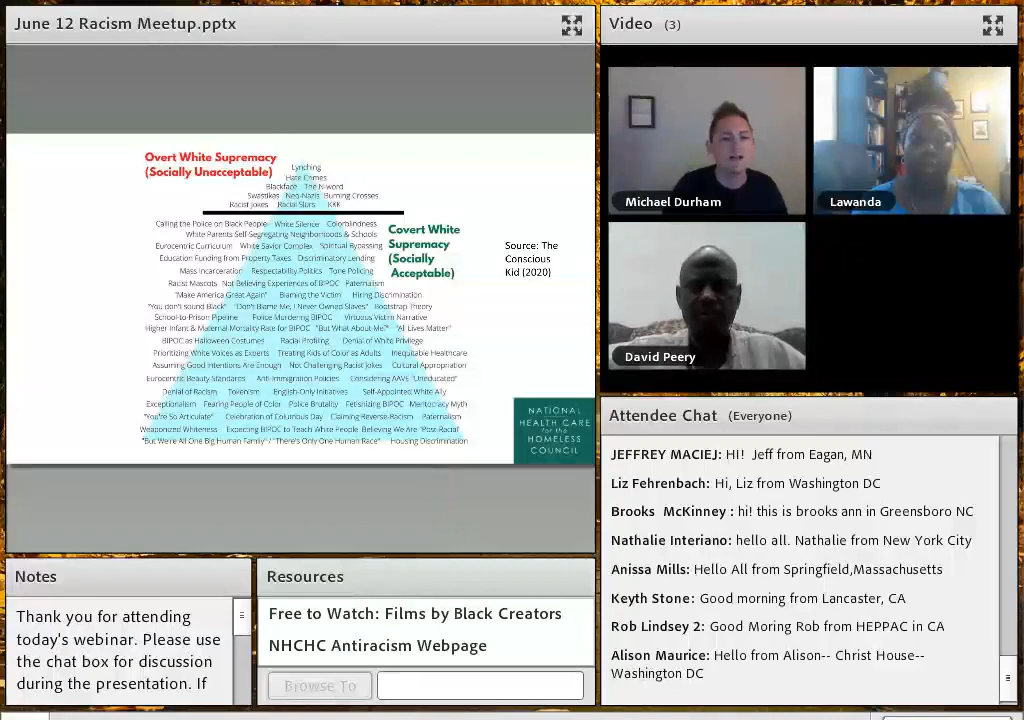 June 12 Racism Meetup.pptx
Overt White Supremacy
(Socially Unacceptable)
Lynching
Hate Crimes
Blackface The N-word
Swastikas Neo-Nazis Burning Crosses
Racist Jokes Racial Slurs KKK
Calling the Police on Black People White Silence Colorblindness
White Parents Self-Segregating Neighborhoods & Schools
Eurocentric Curriculum White Savior Complex Spiritual Bypassing
Education Funding from Property Taxes Discriminatory Lending
Mass Incarceration Respectability Politics Tone Policing
Racist Mascots Not Believing Experiences of BIPOC Paternalism
"Make America Great Again" Blaming the Victim Hiring Discrimination
"You don't sound Black" "Don't Blame Me, I Never Owned Slaves" Bootstrap Theory
School-to-Prison Pipeline Police Murdering BIPOC Virtuous Victim Narrative
Higher Infant & Maternal Mortality Rate for BIPOC "But What About Me?" "All Lives Matter"
BIPOC as Halloween Costumes Racial Profiling Denial of White Privilege
Prioritizing White Voices as Experts Treating Kids of Color as Adults Inequitable Healthcare
Assuming Good Intentions Are Enough Not Challenging Racist Jokes Cultural Appropriation
Eurocentric Beauty Standards Anti-Immigration Policies Considering AAVE "Uneducated"
Denial of Racism Tokenism English-Only Initiatives Self-Appointed White Ally
Exceptionalism Fearing People of Color Police Brutality Fetishizing BIPOC Meritocracy Myth
"You're So Articulate" Celebration of Columbus Day Claiming Reverse-Racism Paternalism
Weaponized Whiteness Expecting BIPOC to Teach White People Believing We Are "Post-Racial"
"But We're All One Big Human Family" / "There's Only One Human Race" Housing Discrimination
Covert White
Supremacy
(Socially
Acceptable)
Source: The
Conscious
Kid (2020)
NATIONAL
HEALTH CARE
for the
HOMELESS
COUNCIL
Video (3)
Michael Durham
Lawanda
David Peery
Attendee Chat (Everyone)
JEFFREY MACIEJ: HI! Jeff from Eagan, MN
Liz Fehrenbach: Hi, Liz from Washington DC
Brooks McKinney : hi! this is brooks ann in Greensboro NC
Nathalie Interiano: hello all. Nathalie from New York City
Anissa Mills: Hello All from Springfield,Massachusetts
Keyth Stone: Good morning from Lancaster, CA
Rob Lindsey 2: Good Moring Rob from HEPPAC in CA
Alison Maurice: Hello from Alison-- Christ House--
Washington DC
Notes
Thank you for attending
today's webinar. Please use
the chat box for discussion
during the presentation. If
Resources
Free to Watch: Films by Black Creators
NHCHC Antiracism Webpage
Browse To